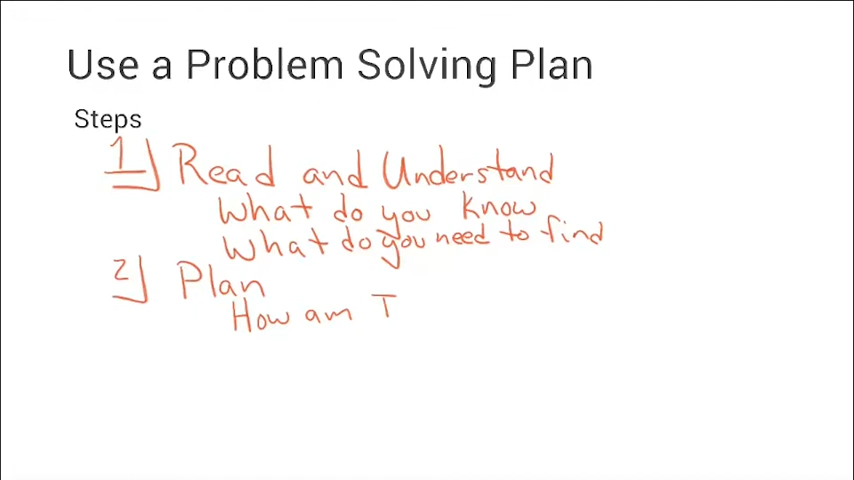 Use a Problem Solving Plan
Steps
1) Read and Understand
What do you know
What do you need to find
2) Plan
How am I